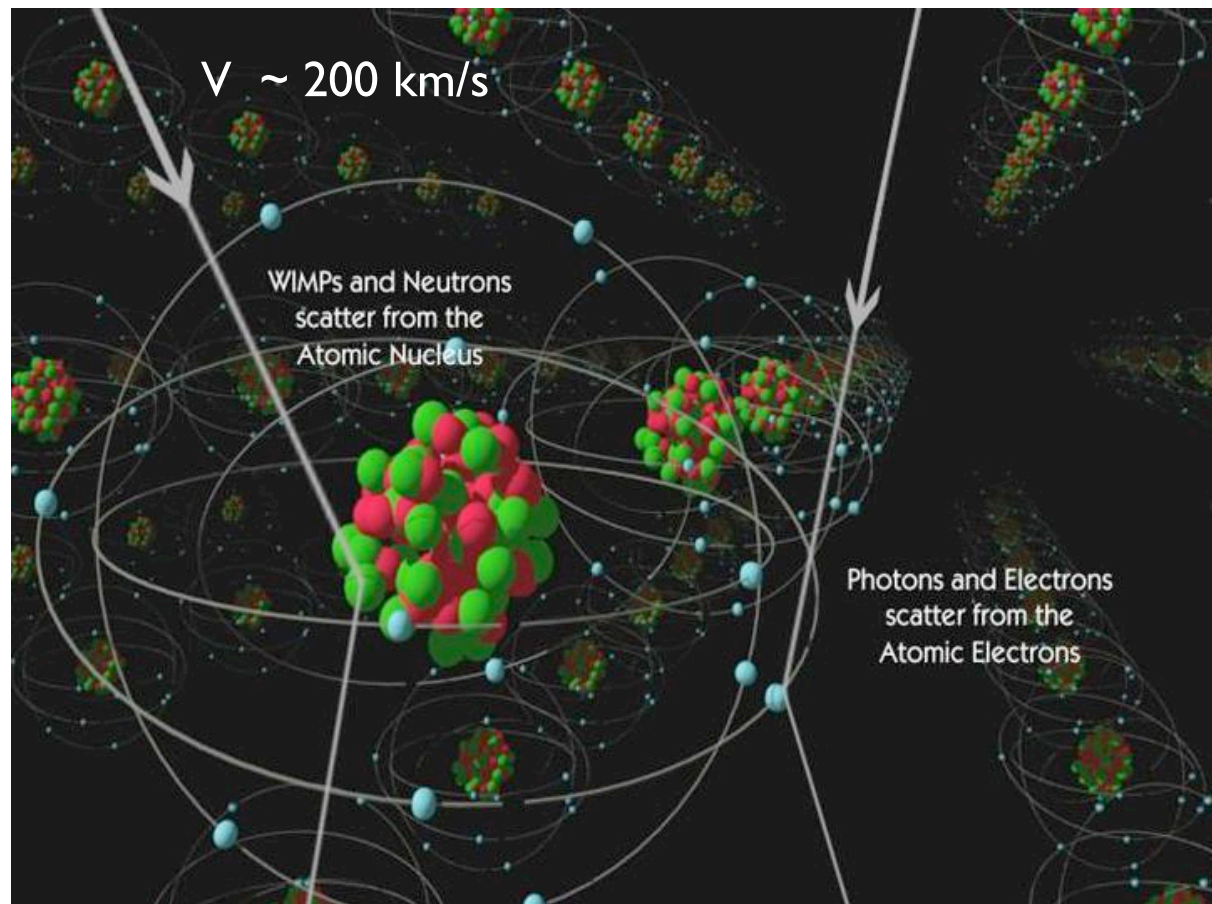 V ~ 200 km/s
WIMPs and Neutrons
scatter from the
Atomic Nucleus
Photons and Electrons
scatter from the
Atomic Electrons